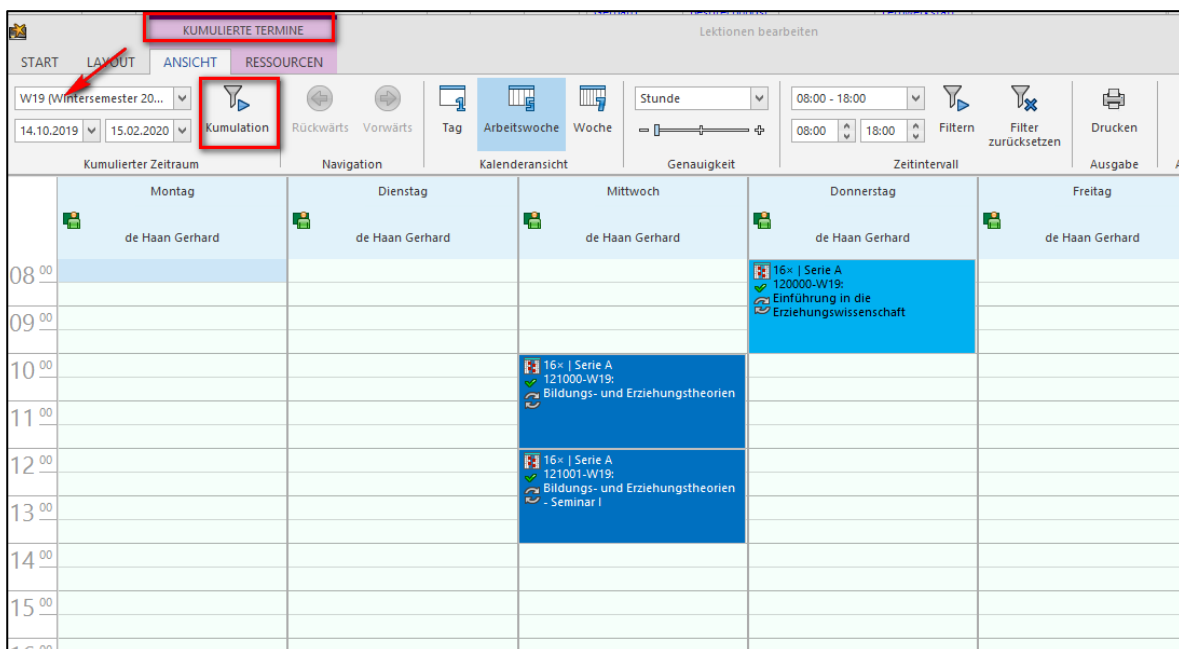 KUMULIERTE TERMINE
Lektionen bearbeiten
START LAYOUT ANSICHT RESSOURCEN
W19 (Wintersemester 20...
14.10.2019 15.02.2020
Kumulation
Kumulierter Zeitraum
Rückwärts Vorwärts
Navigation
1 5 7
Tag Arbeitswoche Woche
Kalenderansicht
Stunde
Genauigkeit
08:00 - 18:00
08:00 18:00
Filtern
Filter
zurücksetzen
Zeitintervall
Drucken
Ausgabe
Montag Dienstag Mittwoch Donnerstag Freitag
de Haan Gerhard de Haan Gerhard de Haan Gerhard de Haan Gerhard de Haan Gerhard
08 00
16× | Serie A
120000-W19:
Einführung in die
Erziehungswissenschaft
09 00
10 00
16× | Serie A
121000-W19:
Bildungs- und Erziehungstheorien
11 00
12 00
16× | Serie A
121001-W19:
Bildungs- und Erziehungstheorien
- Seminar I
13 00
14 00
15 00